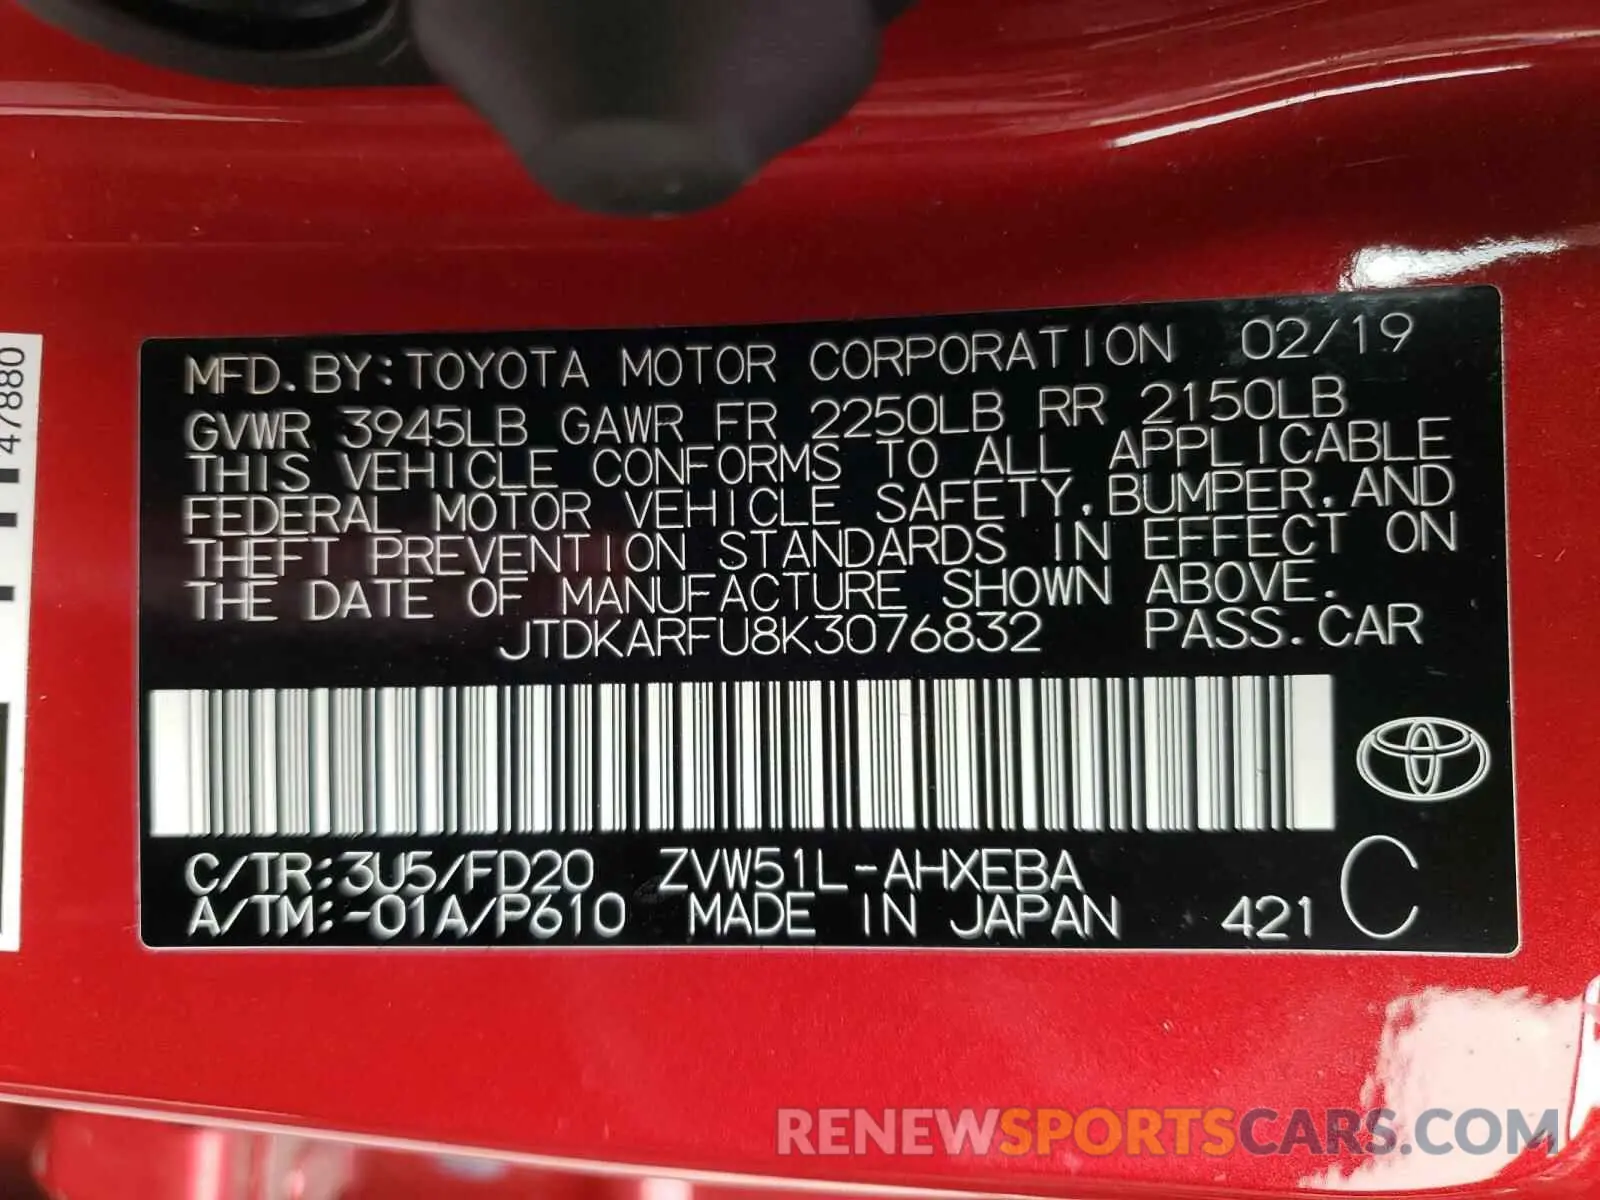 MFD. BY: TOYOTA MOTOR CORPORATION 02/19
GVWR 3945LB GAWR FR 2250LB RR 2150LB
THIS VEHICLE CONFORMS TO ALL APPLICABLE
FEDERAL MOTOR VEHICLE SAFETY, BUMPER, AND
THEFT PREVENTION STANDARDS IN EFFECT ON
THE DATE OF MANUFACTURE SHOWN ABOVE.
JTDKARFU8K3076832 PASS. CAR
C/TR: 3U5/FD20 ZVW51L-AHXEBA C
A/TM: -01A/P610 MADE IN JAPAN 421
47880
RENEWSPORTSCARS.COM